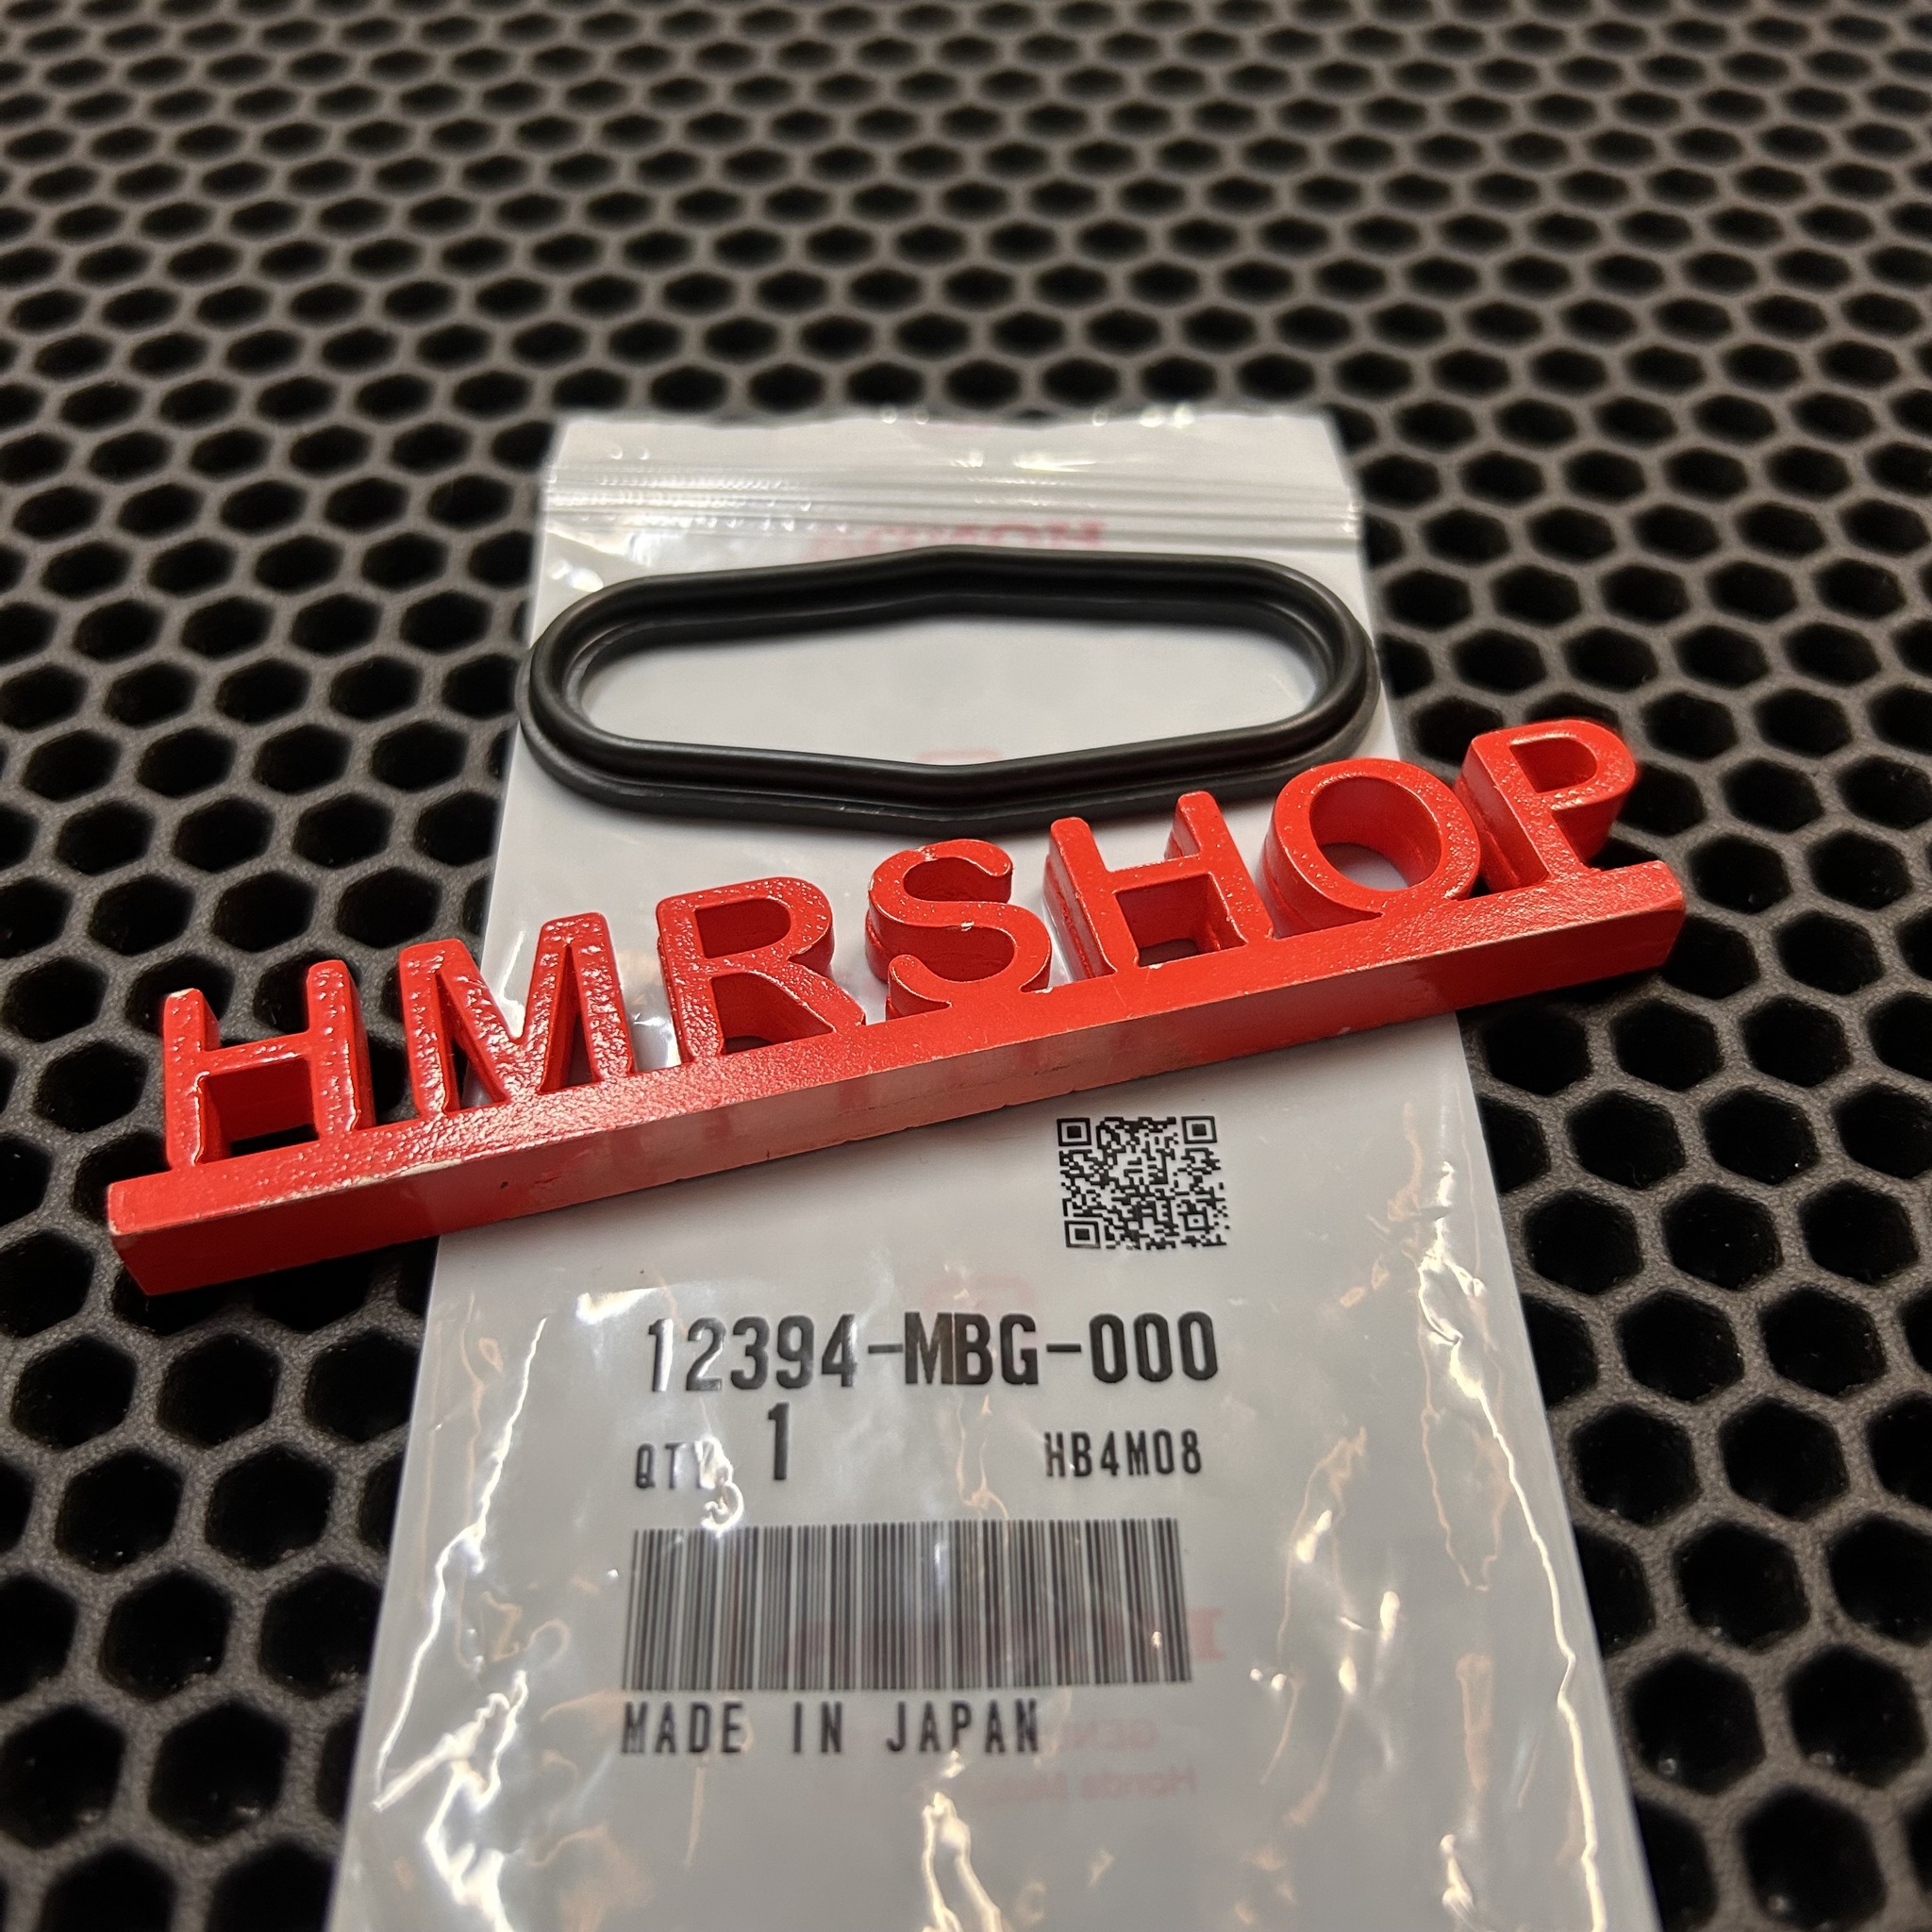 HMRSHOP
12394-MBG-000
QTY 1 HB4M08
MADE IN JAPAN